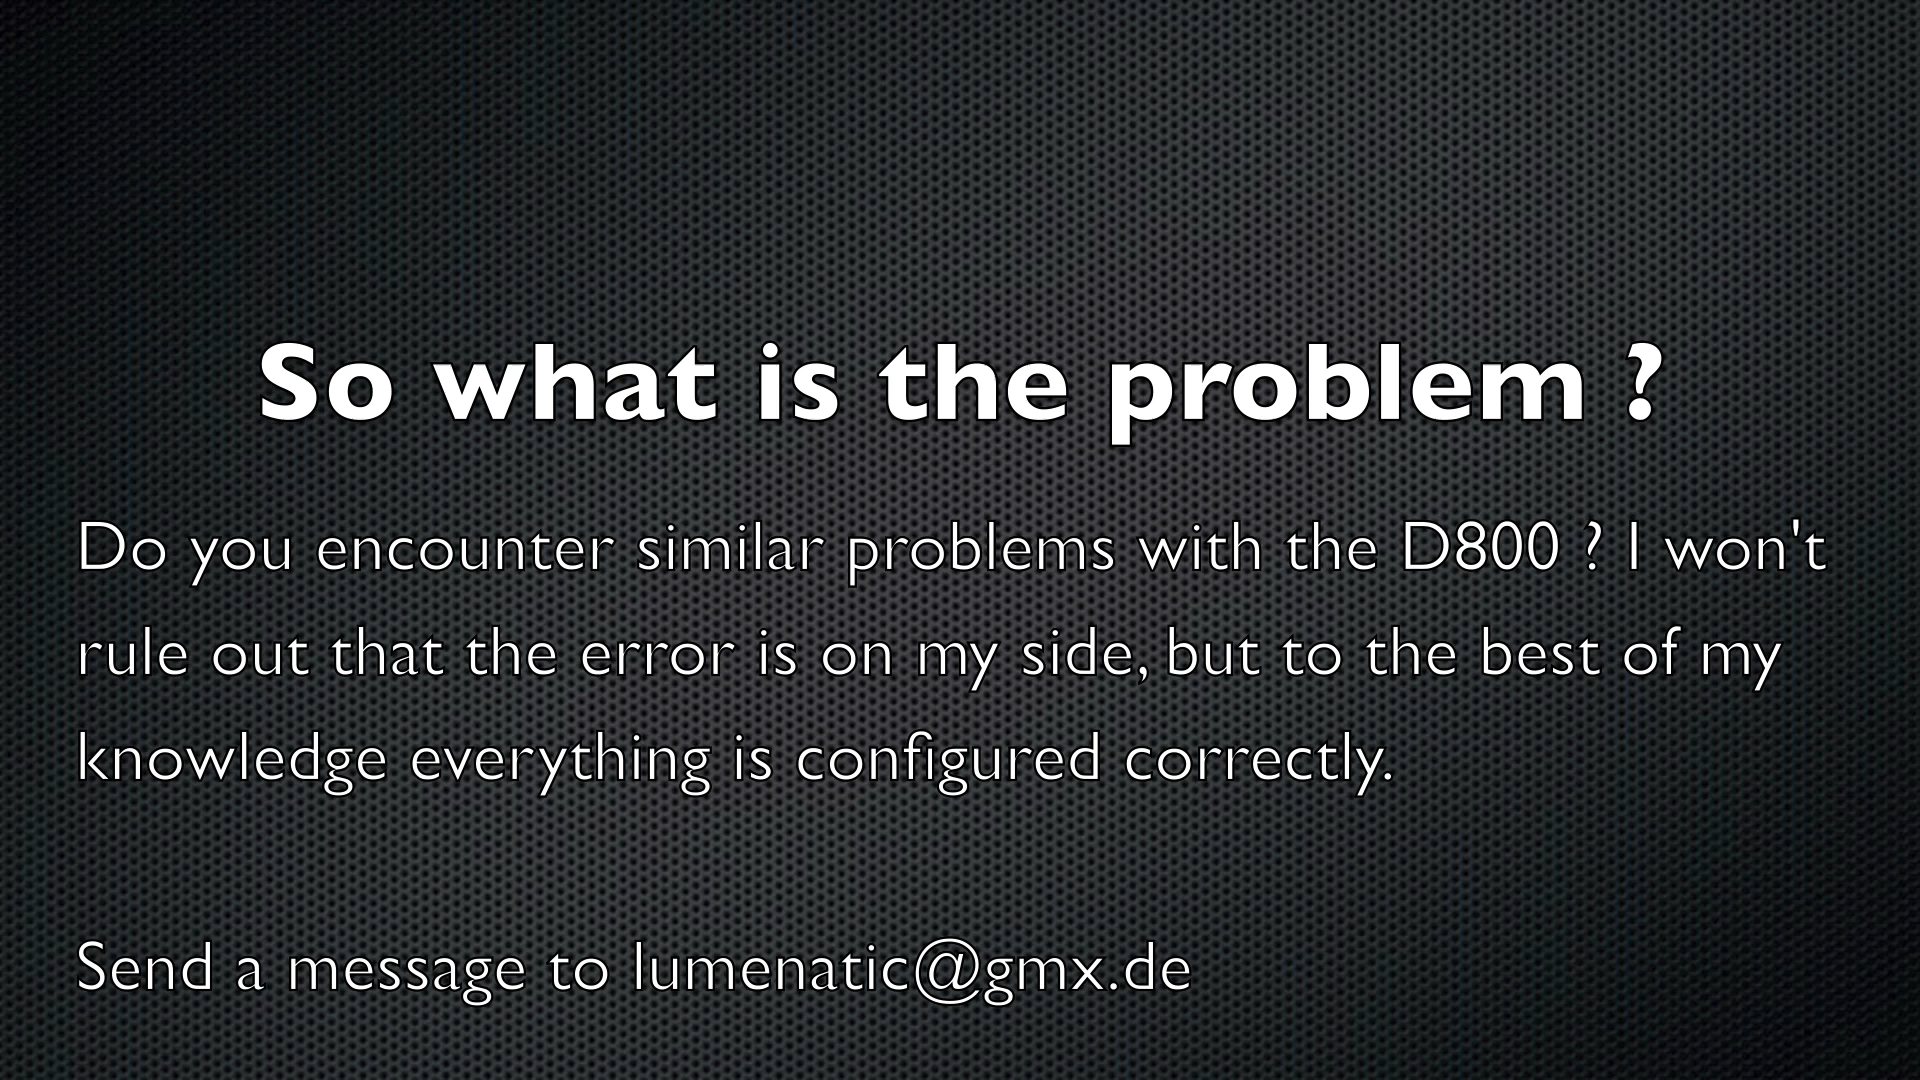 So what is the problem ?
Do you encounter similar problems with the D800 ? I won't
rule out that the error is on my side, but to the best of my
knowledge everything is configured correctly.
Send a message to lumenatic@gmx.de